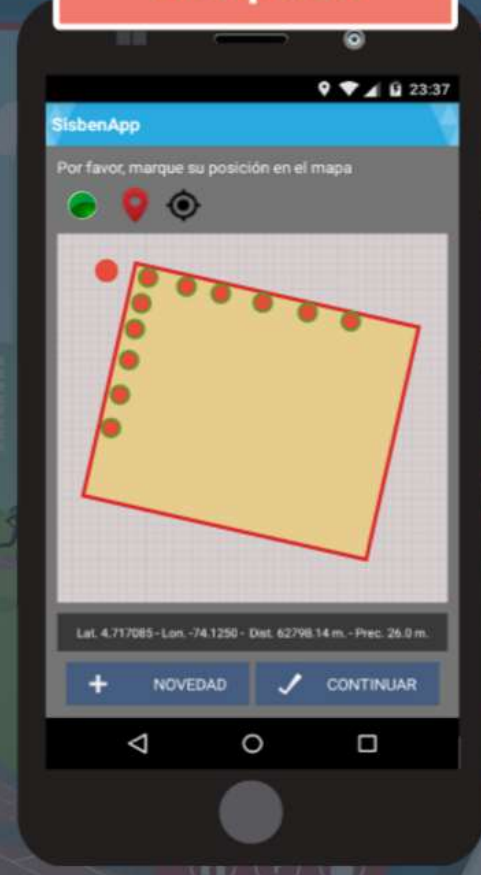 23:37
SisbenApp
Por favor, marque su posición en el mapa
Lat. 4.717085 - Lon. -74.1250 - Dist. 62798.14 m. - Prec. 26.0 m.
NOVEDAD
CONTINUAR